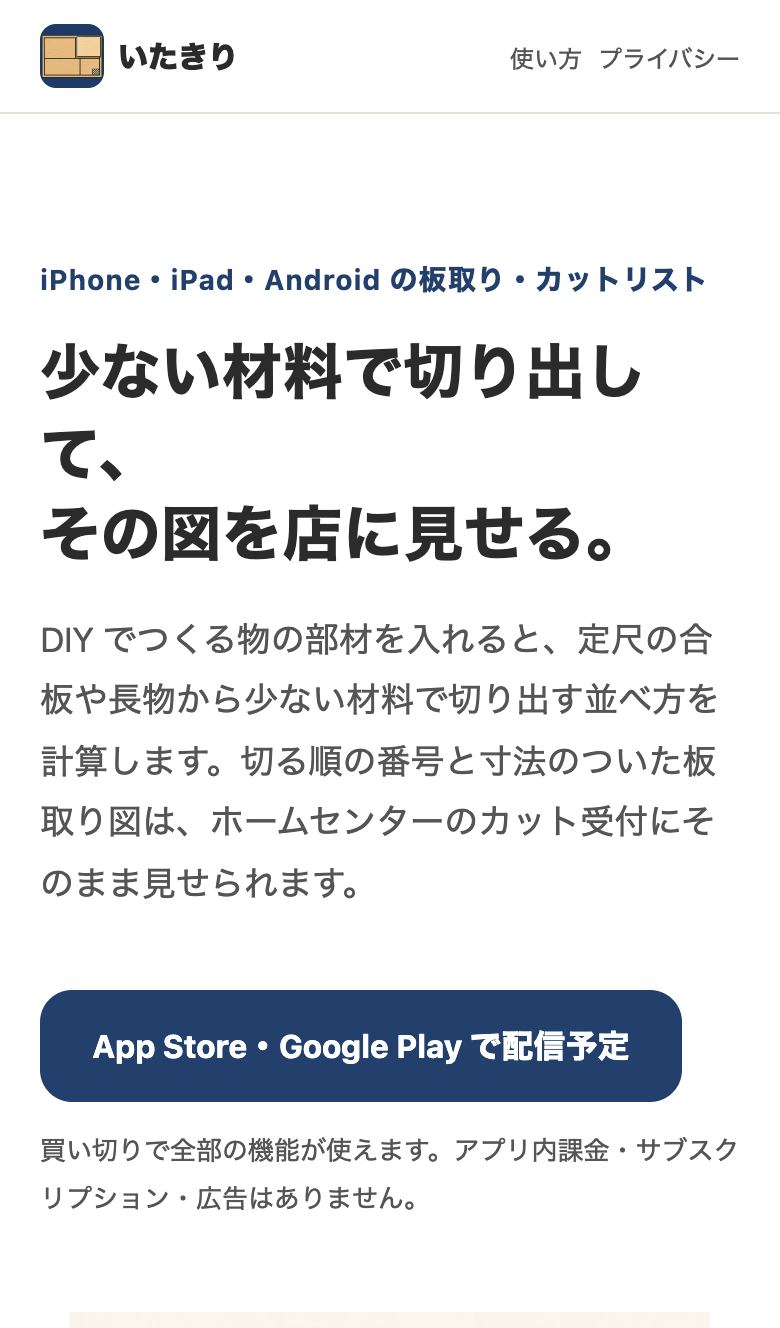 いたきり
使い方 プライバシー
iPhone・iPad・Android の板取り・カットリスト
少ない材料で切り出し
て、
その図を店に見せる。
DIY でつくる物の部材を入れると、定尺の合
板や長物から少ない材料で切り出す並べ方を
計算します。切る順の番号と寸法のついた板
取り図は、ホームセンターのカット受付にそ
のまま見せられます。
App Store・Google Play で配信予定
買い切りで全部の機能が使えます。アプリ内課金・サブスク
リプション・広告はありません。